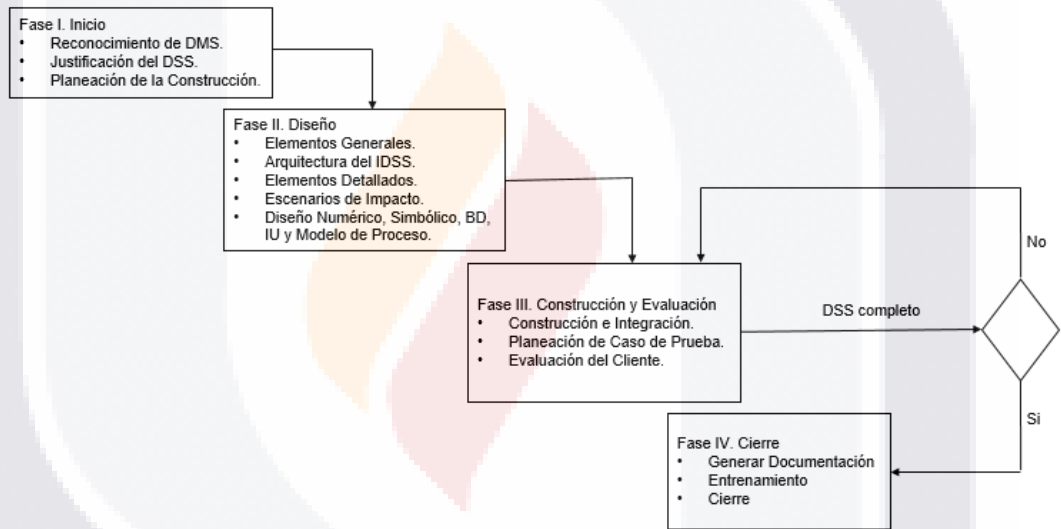 Fase I. Inicio
• Reconocimiento de DMS.
• Justificación del DSS.
• Planeación de la Construcción.
Fase II. Diseño
• Elementos Generales.
• Arquitectura del IDSS.
• Elementos Detallados.
• Escenarios de Impacto.
• Diseño Numérico, Simbólico, BD,
IU y Modelo de Proceso.
No
Fase III. Construcción y Evaluación
• Construcción e Integración.
• Planeación de Caso de Prueba.
• Evaluación del Cliente.
DSS completo
Si
Fase IV. Cierre
• Generar Documentación
• Entrenamiento
• Cierre